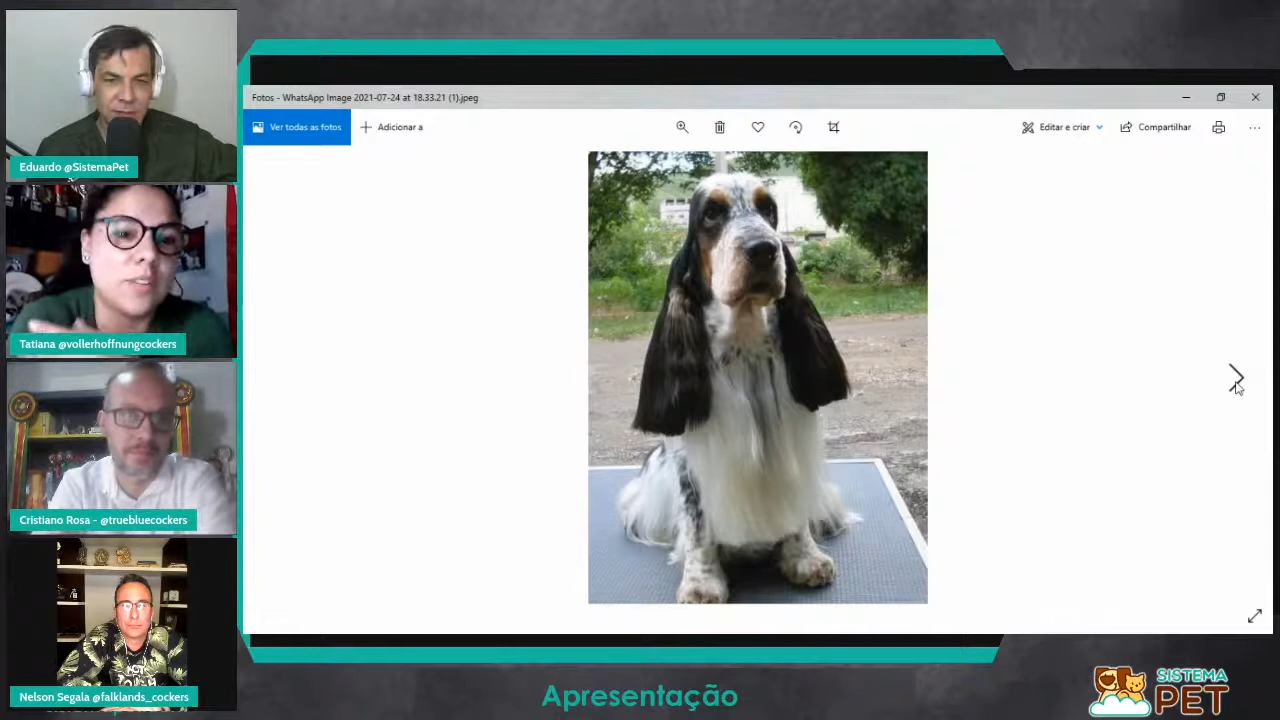 Eduardo @SistemaPet
Tatiana @vollerhoffnungcockers
Cristiano Rosa - @truebluecockers
Nelson Segala @falklands_cockers
Fotos - WhatsApp Image 2021-07-24 at 18.33.21 (1).jpeg
Ver todas as fotos
Adicionar a
Editar e criar
Compartilhar
Apresentação
SISTEMA
PET